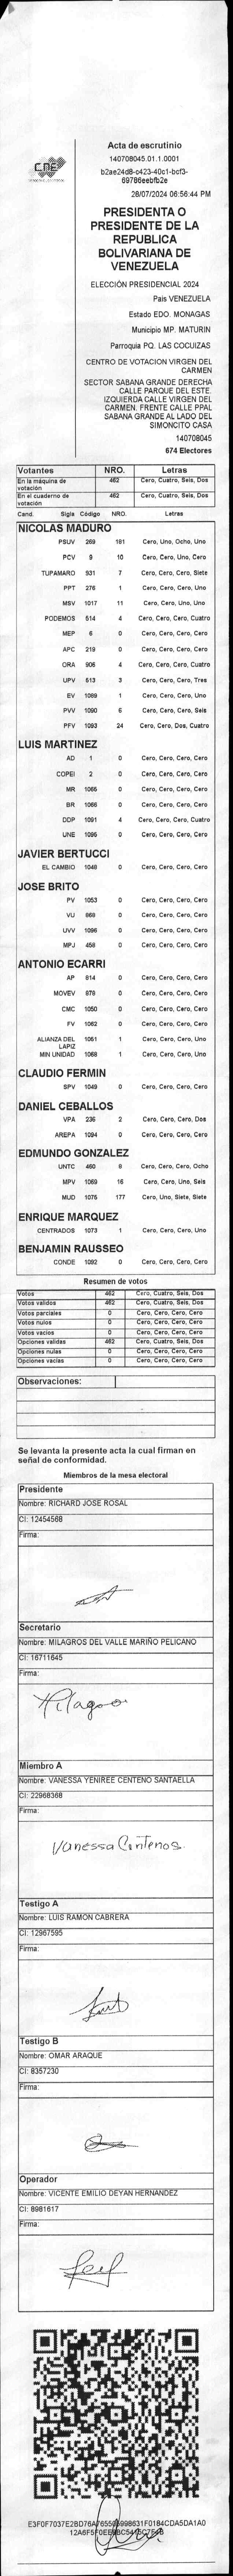 CNE
Acta de escrutinio
140708045.01.1.0001
b2ae24d8-c423-40c1-bcf3-
69786eebfb2e
28/07/2024 06:56:44 PM
PRESIDENTA O
PRESIDENTE DE LA
REPUBLICA
BOLIVARIANA DE
VENEZUELA
ELECCIÓN PRESIDENCIAL 2024
País VENEZUELA
Estado EDO. MONAGAS
Municipio MP. MATURIN
Parroquia PQ. LAS COCUIZAS
CENTRO DE VOTACION VIRGEN DEL
CARMEN
SECTOR SABANA GRANDE DERECHA
CALLE PARQUE DEL ESTE.
IZQUIERDA CALLE VIRGEN DEL
CARMEN. FRENTE CALLE PPAL
SABANA GRANDE AL LADO DEL
SIMONCITO CASA
140708045
674 Electores
Votantes NRO. Letras
En la máquina de votación 462 Cero, Cuatro, Seis, Dos
En el cuaderno de votación 462 Cero, Cuatro, Seis, Dos
Cand. Sigla Código NRO. Letras
NICOLAS MADURO
PSUV 269 181 Cero, Uno, Ocho, Uno
PCV 9 10 Cero, Cero, Uno, Cero
TUPAMARO 931 7 Cero, Cero, Cero, Siete
PPT 276 1 Cero, Cero, Cero, Uno
MSV 1017 11 Cero, Cero, Uno, Uno
PODEMOS 514 4 Cero, Cero, Cero, Cuatro
MEP 6 0 Cero, Cero, Cero, Cero
APC 219 0 Cero, Cero, Cero, Cero
ORA 906 4 Cero, Cero, Cero, Cuatro
UPV 513 3 Cero, Cero, Cero, Tres
EV 1089 1 Cero, Cero, Cero, Uno
PVV 1090 6 Cero, Cero, Cero, Seis
PFV 1093 24 Cero, Cero, Dos, Cuatro
LUIS MARTINEZ
AD 1 0 Cero, Cero, Cero, Cero
COPEI 2 0 Cero, Cero, Cero, Cero
MR 1065 0 Cero, Cero, Cero, Cero
BR 1066 0 Cero, Cero, Cero, Cero
DDP 1091 4 Cero, Cero, Cero, Cuatro
UNE 1095 0 Cero, Cero, Cero, Cero
JAVIER BERTUCCI
EL CAMBIO 1048 0 Cero, Cero, Cero, Cero
JOSE BRITO
PV 1053 0 Cero, Cero, Cero, Cero
VU 868 0 Cero, Cero, Cero, Cero
UVV 1096 0 Cero, Cero, Cero, Cero
MPJ 458 0 Cero, Cero, Cero, Cero
ANTONIO ECARRI
AP 814 0 Cero, Cero, Cero, Cero
MOVEV 878 0 Cero, Cero, Cero, Cero
CMC 1050 0 Cero, Cero, Cero, Cero
FV 1062 0 Cero, Cero, Cero, Cero
ALIANZA DEL LAPIZ 1061 1 Cero, Cero, Cero, Uno
MIN UNIDAD 1068 1 Cero, Cero, Cero, Uno
CLAUDIO FERMIN
SPV 1049 0 Cero, Cero, Cero, Cero
DANIEL CEBALLOS
VPA 236 2 Cero, Cero, Cero, Dos
AREPA 1094 0 Cero, Cero, Cero, Cero
EDMUNDO GONZALEZ
UNTC 460 8 Cero, Cero, Cero, Ocho
MPV 1069 16 Cero, Cero, Uno, Seis
MUD 1075 177 Cero, Uno, Siete, Siete
ENRIQUE MARQUEZ
CENTRADOS 1073 1 Cero, Cero, Cero, Uno
BENJAMIN RAUSSEO
CONDE 1092 0 Cero, Cero, Cero, Cero
Resumen de votos
Votos 462 Cero, Cuatro, Seis, Dos
Votos validos 462 Cero, Cuatro, Seis, Dos
Votos parciales 0 Cero, Cero, Cero, Cero
Votos nulos 0 Cero, Cero, Cero, Cero
Votos vacios 0 Cero, Cero, Cero, Cero
Opciones validas 462 Cero, Cuatro, Seis, Dos
Opciones nulas 0 Cero, Cero, Cero, Cero
Opciones vacias 0 Cero, Cero, Cero, Cero
Observaciones:
Se levanta la presente acta la cual firman en
señal de conformidad.
Miembros de la mesa electoral
Presidente
Nombre: RICHARD JOSE ROSAL
CI: 12454568
Firma:
Secretario
Nombre: MILAGROS DEL VALLE MARIÑO PELICANO
CI: 16711645
Firma:
Milagros
Miembro A
Nombre: VANESSA YENIREE CENTENO SANTAELLA
CI: 22968368
Firma:
Vanessa Centenos
Testigo A
Nombre: LUIS RAMON CABRERA
CI: 12967595
Firma:
Testigo B
Nombre: OMAR ARAQUE
CI: 8357230
Firma:
Operador
Nombre: VICENTE EMILIO DEYAN HERNANDEZ
CI: 8981617
Firma: